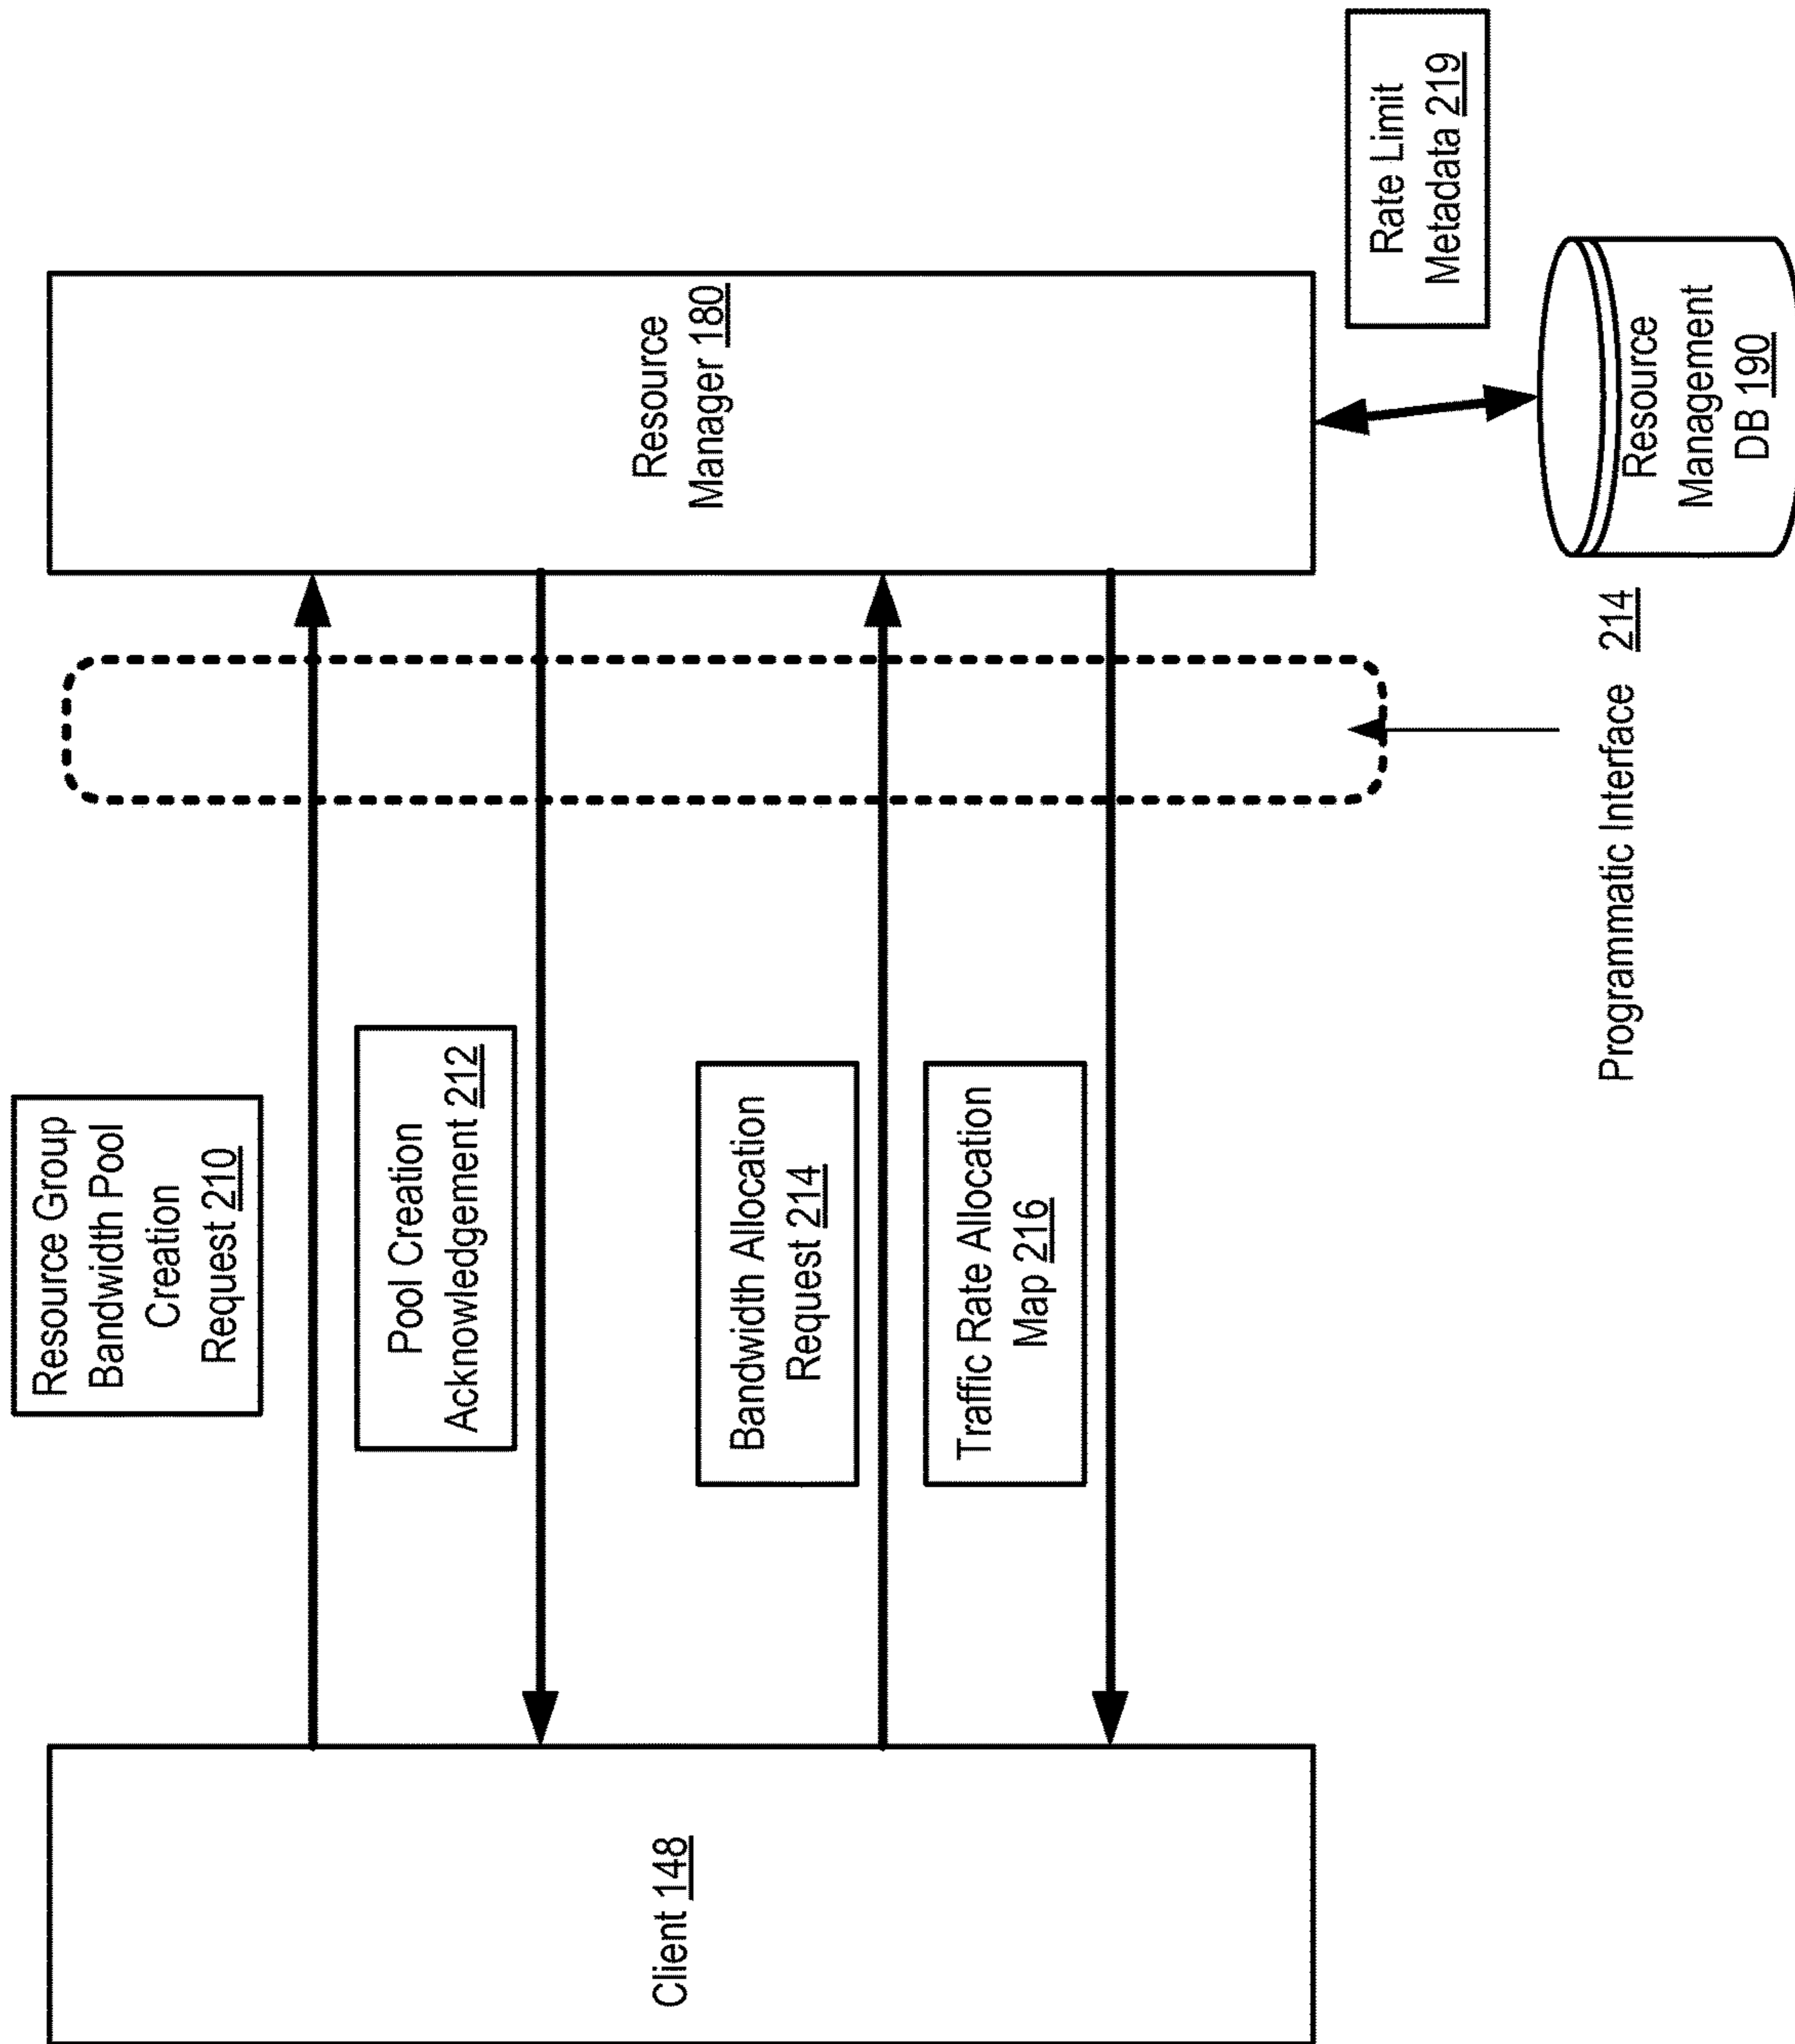 Resource Group
Bandwidth Pool
Creation
Request 210
Pool Creation
Acknowledgement 212
Client 148
Resource
Manager 180
Bandwidth Allocation
Request 214
Traffic Rate Allocation
Map 216
Rate Limit
Metadata 219
Programmatic Interface 214
Resource
Management
DB 190